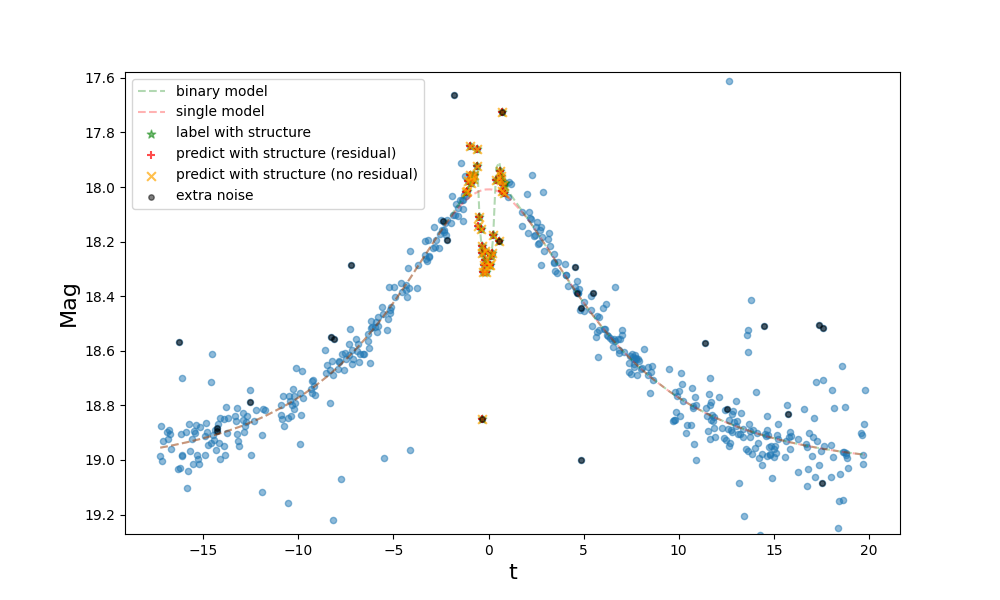 17.6
17.8
18.0
18.2
18.4
18.6
18.8
19.0
19.2
Mag
binary model
single model
label with structure
predict with structure (residual)
predict with structure (no residual)
extra noise
−15
−10
−5
0
5
10
15
20
t